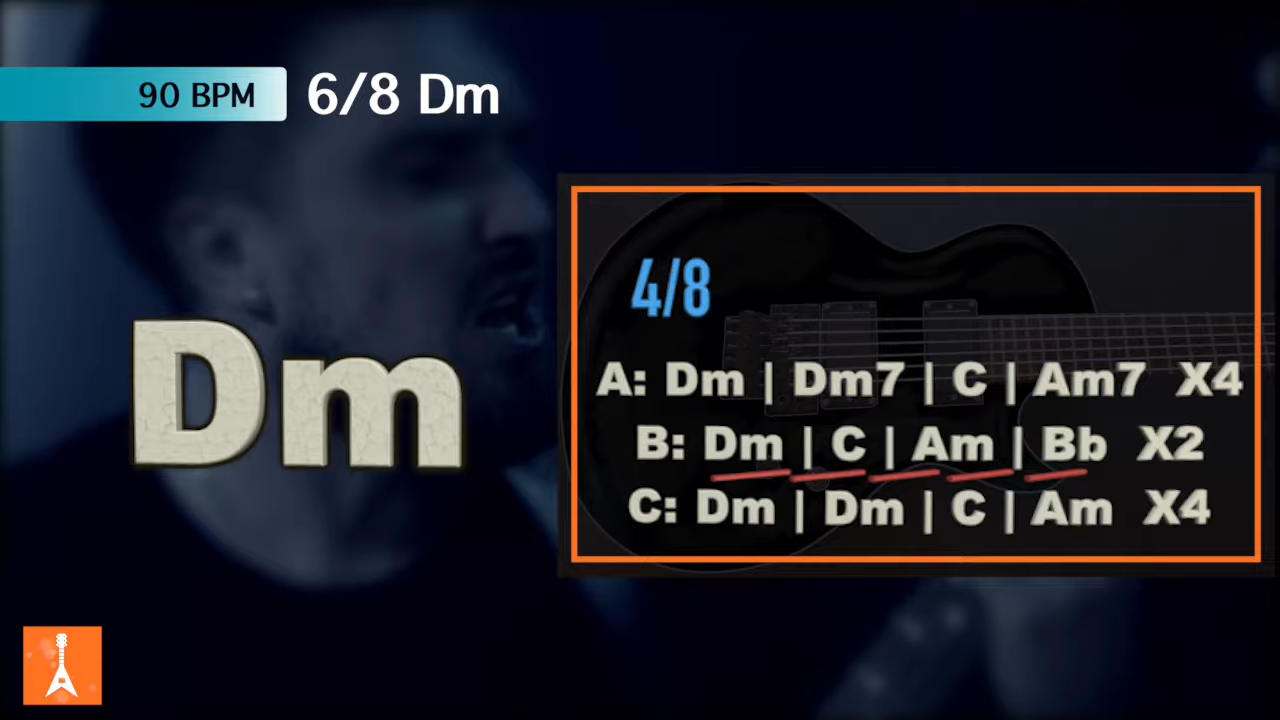 90 BPM 6/8 Dm
Dm
4/8
A: Dm | Dm7 | C | Am7 X4
B: Dm | C | Am | Bb X2
C: Dm | Dm | C | Am X4